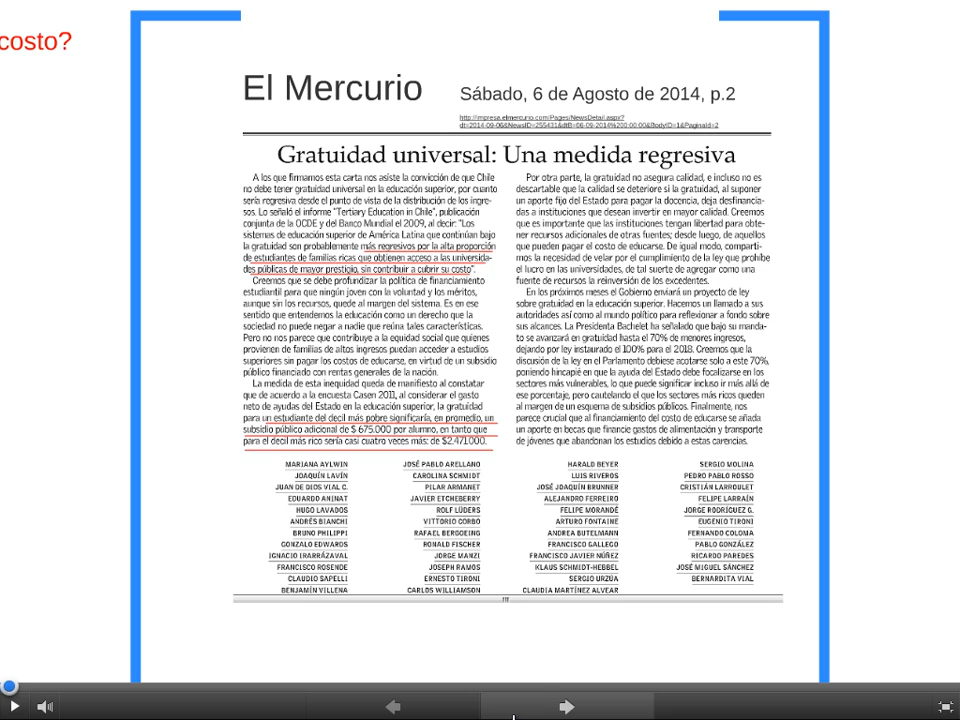 costo?
El Mercurio
Sábado, 6 de Agosto de 2014, p.2
http://impresa.elmercurio.com/Pages/NewsDetail.aspx?
dt=2014-09-06&NewsID=255431&dtB=06-09-2014%200:00:00&BodyID=1&PaginaId=2
Gratuidad universal: Una medida regresiva
A los que firmamos esta carta nos asiste la convicción de que Chile
no debe tener gratuidad universal en la educación superior, por cuanto
sería regresiva desde el punto de vista de la distribución de los ingre-
sos. Lo señaló el informe "Tertiary Education in Chile", publicación
conjunta de la OCDE y del Banco Mundial el 2009, al decir: "Los
sistemas de educación superior de América Latina que continúan bajo
la gratuidad son probablemente más regresivos por la alta proporción
de estudiantes de familias ricas que obtienen acceso a las universida-
des públicas de mayor prestigio, sin contribuir a cubrir su costo".
Creemos que se debe profundizar la política de financiamiento
estudiantil para que ningún joven con la voluntad y los méritos,
aunque sin los recursos, quede al margen del sistema. Es en ese
sentido que entendemos la educación como un derecho que la
sociedad no puede negar a nadie que reúna tales características.
Pero no nos parece que contribuye a la equidad social que quienes
provienen de familias de altos ingresos puedan acceder a estudios
superiores sin pagar los costos de educarse, en virtud de un subsidio
público financiado con rentas generales de la nación.
La medida de esta inequidad queda de manifiesto al constatar
que de acuerdo a la encuesta Casen 2011, al considerar el gasto
neto de ayudas del Estado en la educación superior, la gratuidad
para un estudiante del decil más pobre significaría, en promedio, un
subsidio público adicional de $ 675.000 por alumno, en tanto que
para el decil más rico sería casi cuatro veces más: de $2.471.000.
Por otra parte, la gratuidad no asegura calidad, e incluso no es
descartable que la calidad se deteriore si la gratuidad, al suponer
un aporte fijo del Estado para pagar la docencia, deja desfinancia-
das a instituciones que desean invertir en mayor calidad. Creemos
que es importante que las instituciones tengan libertad para obte-
ner recursos adicionales de otras fuentes; desde luego, de aquellos
que pueden pagar el costo de educarse. De igual modo, comparti-
mos la necesidad de velar por el cumplimiento de la ley que prohíbe
el lucro en las universidades, de tal suerte de agregar como una
fuente de recursos la reinversión de los excedentes.
En los próximos meses el Gobierno enviará un proyecto de ley
sobre gratuidad en la educación superior. Hacemos un llamado a sus
autoridades así como al mundo político para reflexionar a fondo sobre
sus alcances. La Presidenta Bachelet ha señalado que bajo su manda-
to se avanzará en gratuidad hasta el 70% de menores ingresos,
dejando por ley instaurado el 100% para el 2018. Creemos que la
discusión de la ley en el Parlamento debiese acotarse solo a este 70%,
poniendo hincapié en que la ayuda del Estado debe focalizarse en los
sectores más vulnerables, lo que puede significar incluso ir más allá de
ese porcentaje, pero cautelando el que los sectores más ricos queden
al margen de un esquema de subsidios públicos. Finalmente, nos
parece crucial que al financiamiento del costo de educarse se añada
un aporte en becas que financie gastos de alimentación y transporte
de jóvenes que abandonan los estudios debido a estas carencias.
MARIANA AYLWIN
JOAQUÍN LAVÍN
JUAN DE DIOS VIAL C.
EDUARDO ANINAT
HUGO LAVADOS
ANDRÉS BIANCHI
BRUNO PHILIPPI
GONZALO EDWARDS
IGNACIO IRARRÁZAVAL
FRANCISCO ROSENDE
CLAUDIO SAPELLI
BENJAMÍN VILLENA
JOSÉ PABLO ARELLANO
CAROLINA SCHMIDT
PILAR ARMANET
JAVIER ETCHEBERRY
ROLF LÜDERS
VITTORIO CORBO
RAFAEL BERGOEING
RONALD FISCHER
JORGE MANZI
JOSEPH RAMOS
ERNESTO TIRONI
CARLOS WILLIAMSON
HARALD BEYER
LUIS RIVEROS
JOSÉ JOAQUÍN BRUNNER
ALEJANDRO FERREIRO
FELIPE MORANDÉ
ARTURO FONTAINE
ANDREA BUTELMANN
FRANCISCO GALLEGO
FRANCISCO JAVIER NÚÑEZ
KLAUS SCHMIDT-HEBBEL
SERGIO URZÚA
CLAUDIA MARTÍNEZ ALVEAR
SERGIO MOLINA
PEDRO PABLO ROSSO
CRISTIÁN LARROULET
FELIPE LARRAÍN
JORGE RODRÍGUEZ G.
EUGENIO TIRONI
FERNANDO COLOMA
PABLO GONZÁLEZ
RICARDO PAREDES
JOSÉ MIGUEL SÁNCHEZ
BERNARDITA VIAL